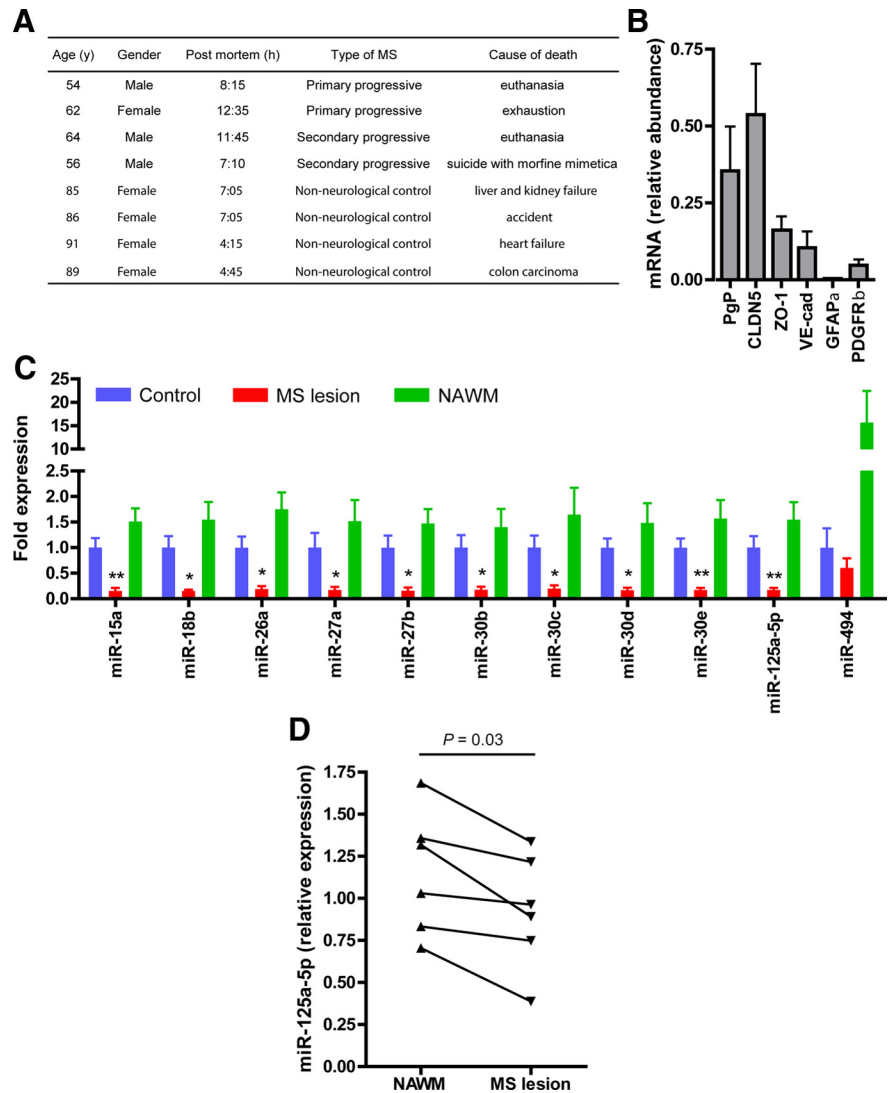 A
Age (y) Gender Post mortem (h) Type of MS Cause of death
54 Male 8:15 Primary progressive euthanasia
62 Female 12:35 Primary progressive exhaustion
64 Male 11:45 Secondary progressive euthanasia
56 Male 7:10 Secondary progressive suicide with morfine mimetica
85 Female 7:05 Non-neurological control liver and kidney failure
86 Female 7:05 Non-neurological control accident
91 Female 4:15 Non-neurological control heart failure
89 Female 4:45 Non-neurological control colon carcinoma
B
mRNA (relative abundance)
0.75
0.50
0.25
0.00
PgP
CLDN5
ZO-1
VE-cad
GFAPa
PDGFRb
C
Control MS lesion NAWM
Fold expression
25
20
15
10
2.5
2.0
1.5
1.0
0.5
0.0
** * * * * * * * ** **
miR-15a
miR-18b
miR-26a
miR-27a
miR-27b
miR-30b
miR-30c
miR-30d
miR-30e
miR-125a-5p
miR-494
D
P = 0.03
miR-125a-5p (relative expression)
1.75
1.50
1.25
1.00
0.75
0.50
0.25
0.00
NAWM MS lesion